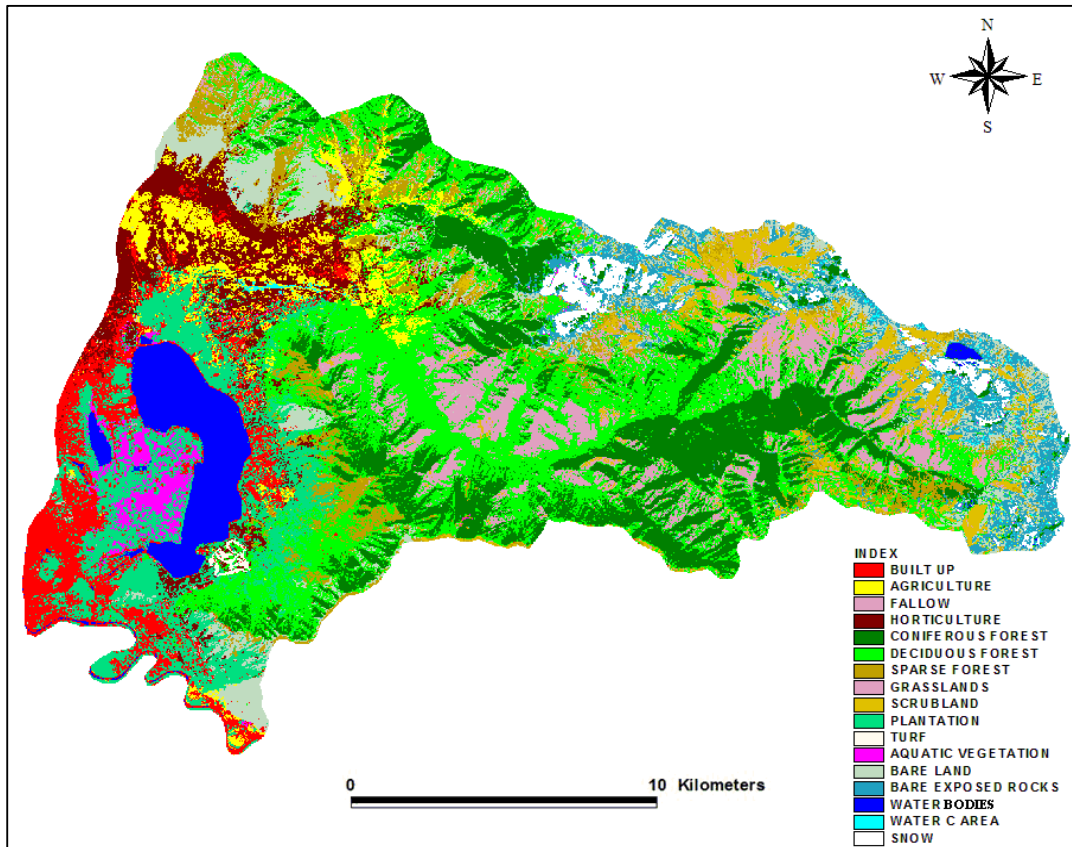 N
W E
S
INDEX
BUILT UP
AGRICULTURE
FALLOW
HORTICULTURE
CONIFEROUS FOREST
DECIDUOUS FOREST
SPARSE FOREST
GRASSLANDS
SCRUBLAND
PLANTATION
TURF
AQUATIC VEGETATION
BARE LAND
BARE EXPOSED ROCKS
WATER BODIES
WATER C AREA
SNOW
0 10 Kilometers